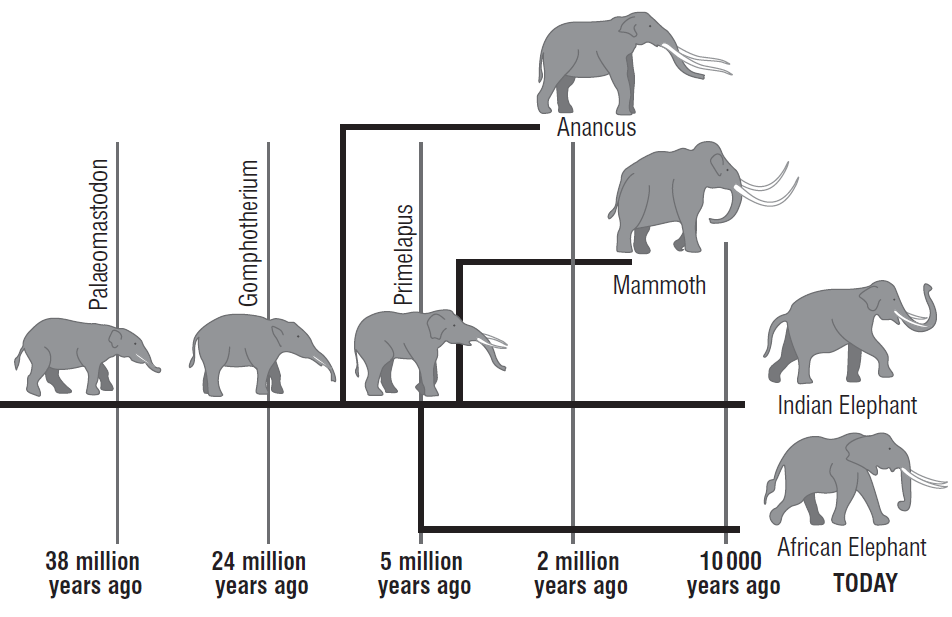 Anancus
Palaeomastodon
Gomphotherium
Primelapus
Mammoth
Indian Elephant
African Elephant
38 million
years ago
24 million
years ago
5 million
years ago
2 million
years ago
10 000
years ago
TODAY